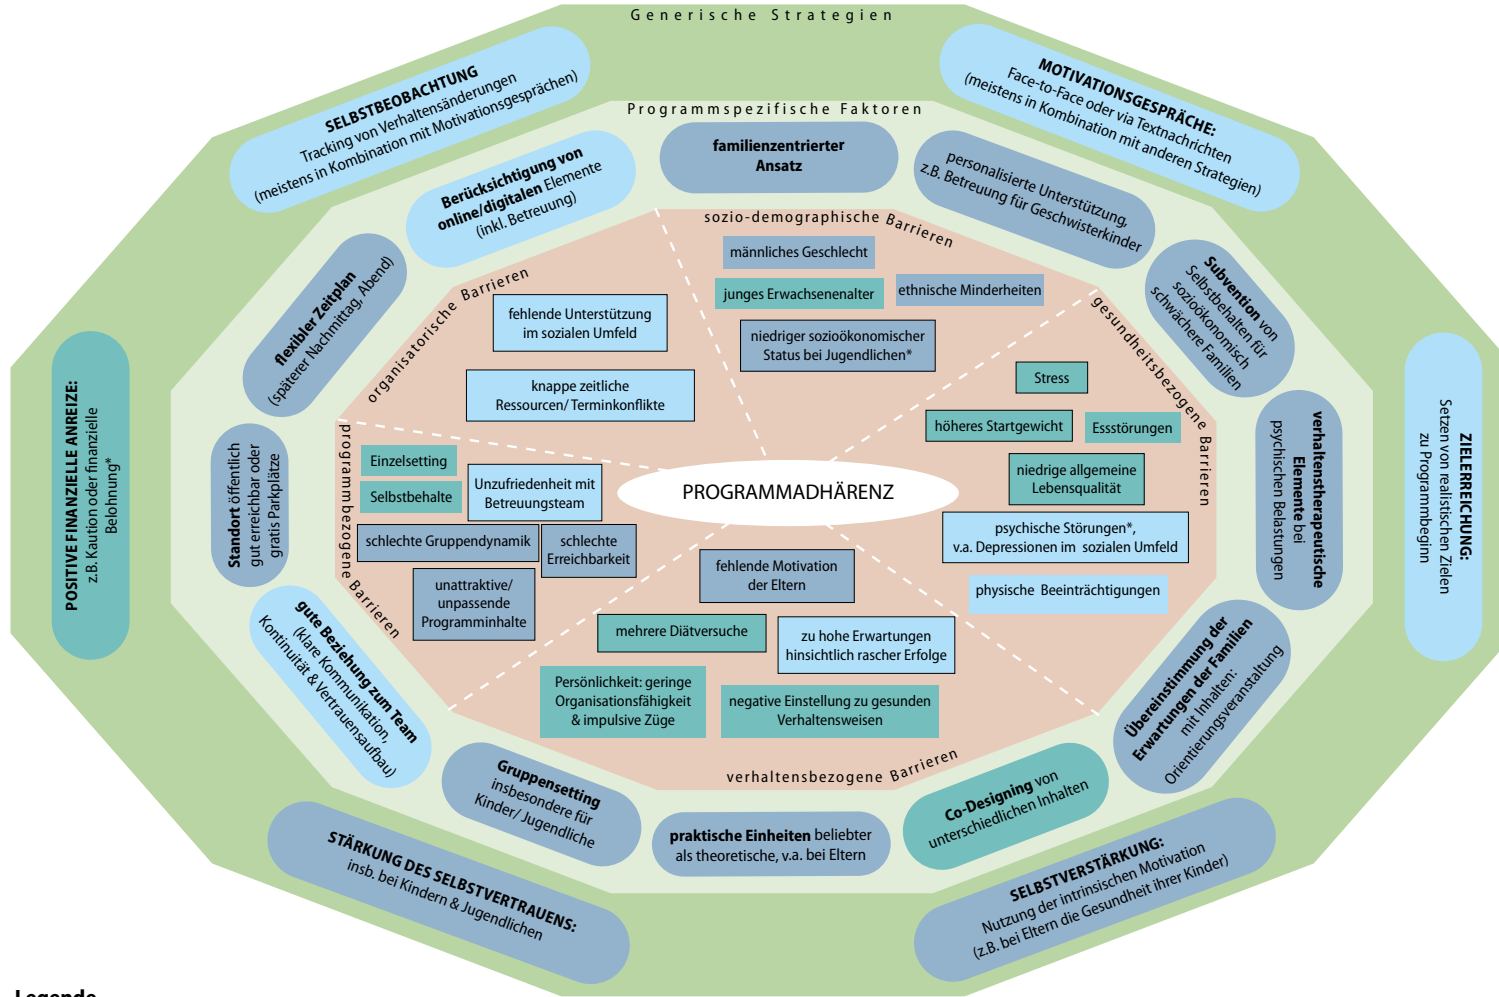 Generische Strategien
SELBSTBEOBACHTUNG
Tracking von Verhaltensänderungen
(meistens in Kombination mit Motivationsgesprächen)
MOTIVATIONSGESPRÄCHE:
Face-to-Face oder via Textnachrichten
(meistens in Kombination mit anderen Strategien)
POSITIVE FINANZIELLE ANREIZE:
z.B. Kaution oder finanzielle
Belohnung*
ZIELERREICHUNG:
Setzen von realistischen Zielen
zu Programmbeginn
STÄRKUNG DES SELBSTVERTRAUENS:
insb. bei Kindern & Jugendlichen
SELBSTVERSTÄRKUNG:
Nutzung der intrinsischen Motivation
(z.B. bei Eltern die Gesundheit ihrer Kinder)
Programmspezifische Faktoren
Berücksichtigung von
online/digitalen Elemente
(inkl. Betreuung)
familienzentrierter
Ansatz
personalisierte Unterstützung,
z.B. Betreuung für Geschwisterkinder
Subvention von
Selbstbehalten für
sozioökonomisch
schwächere Familien
verhaltenstherapeutische
Elemente bei
psychischen Belastungen
Übereinstimmung der
Erwartungen der Familien
mit Inhalten:
Orientierungsveranstaltung
Co-Designing von
unterschiedlichen Inhalten
praktische Einheiten beliebter
als theoretische, v.a. bei Eltern
Gruppensetting
insbesondere für
Kinder/ Jugendliche
gute Beziehung zum Team
(klare Kommunikation,
Kontinuität & Vertrauensaufbau)
Standort öffentlich
gut erreichbar oder
gratis Parkplätze
flexibler Zeitplan
(späterer Nachmittag, Abend)
sozio-demographische Barrieren
männliches Geschlecht
junges Erwachsenenalter
ethnische Minderheiten
niedriger sozioökonomischer
Status bei Jugendlichen*
gesundheitsbezogene Barrieren
Stress
höheres Startgewicht
Essstörungen
niedrige allgemeine
Lebensqualität
psychische Störungen*,
v.a. Depressionen im sozialen Umfeld
physische Beeinträchtigungen
organisatorische Barrieren
fehlende Unterstützung
im sozialen Umfeld
knappe zeitliche
Ressourcen/ Terminkonflikte
programmbezogene Barrieren
Einzelsetting
Selbstbehalte
Unzufriedenheit mit
Betreuungsteam
schlechte Gruppendynamik
schlechte
Erreichbarkeit
unattraktive/
unpassende
Programminhalte
PROGRAMMADHÄRENZ
fehlende Motivation
der Eltern
mehrere Diätversuche
zu hohe Erwartungen
hinsichtlich rascher Erfolge
Persönlichkeit: geringe
Organisationsfähigkeit
& impulsive Züge
negative Einstellung zu gesunden
Verhaltensweisen
verhaltensbezogene Barrieren
Legende